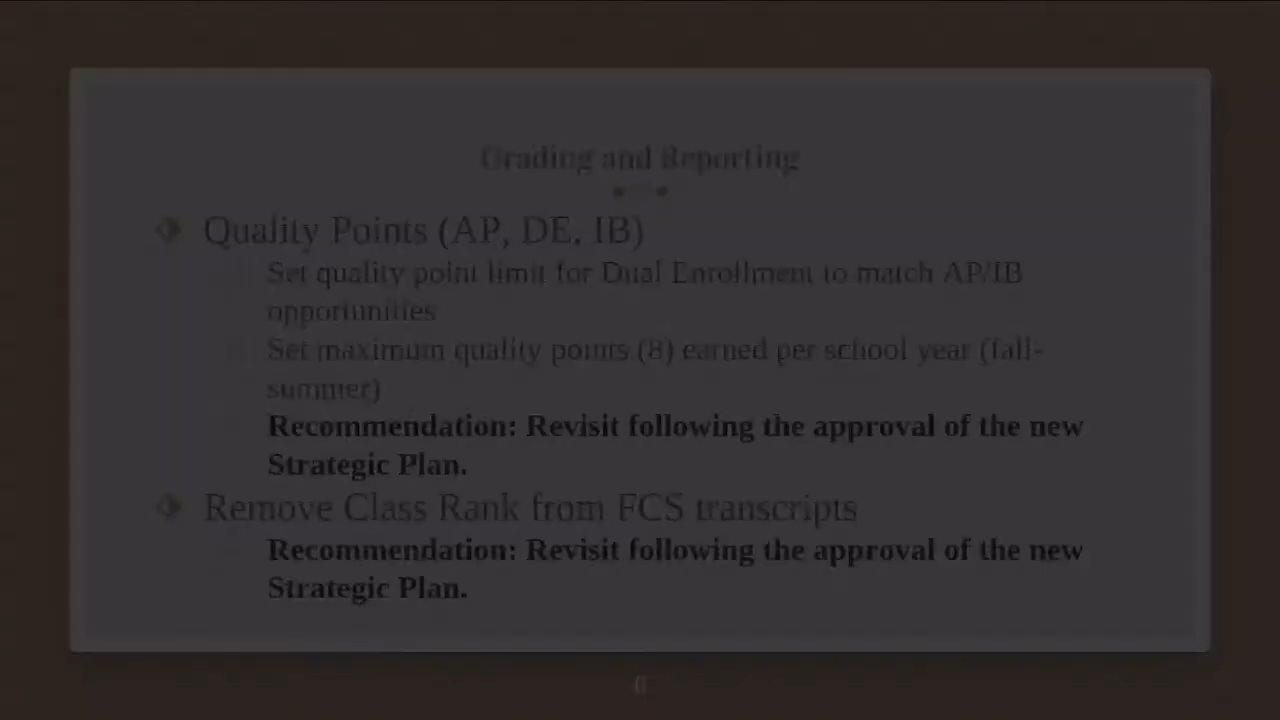 Grading and Reporting
Quality Points (AP, DE, IB)
Set quality point limit for Dual Enrollment to match AP/IB
opportunities
Set maximum quality points (8) earned per school year (fall-
summer)
Recommendation: Revisit following the approval of the new
Strategic Plan.
Remove Class Rank from FCS transcripts
Recommendation: Revisit following the approval of the new
Strategic Plan.